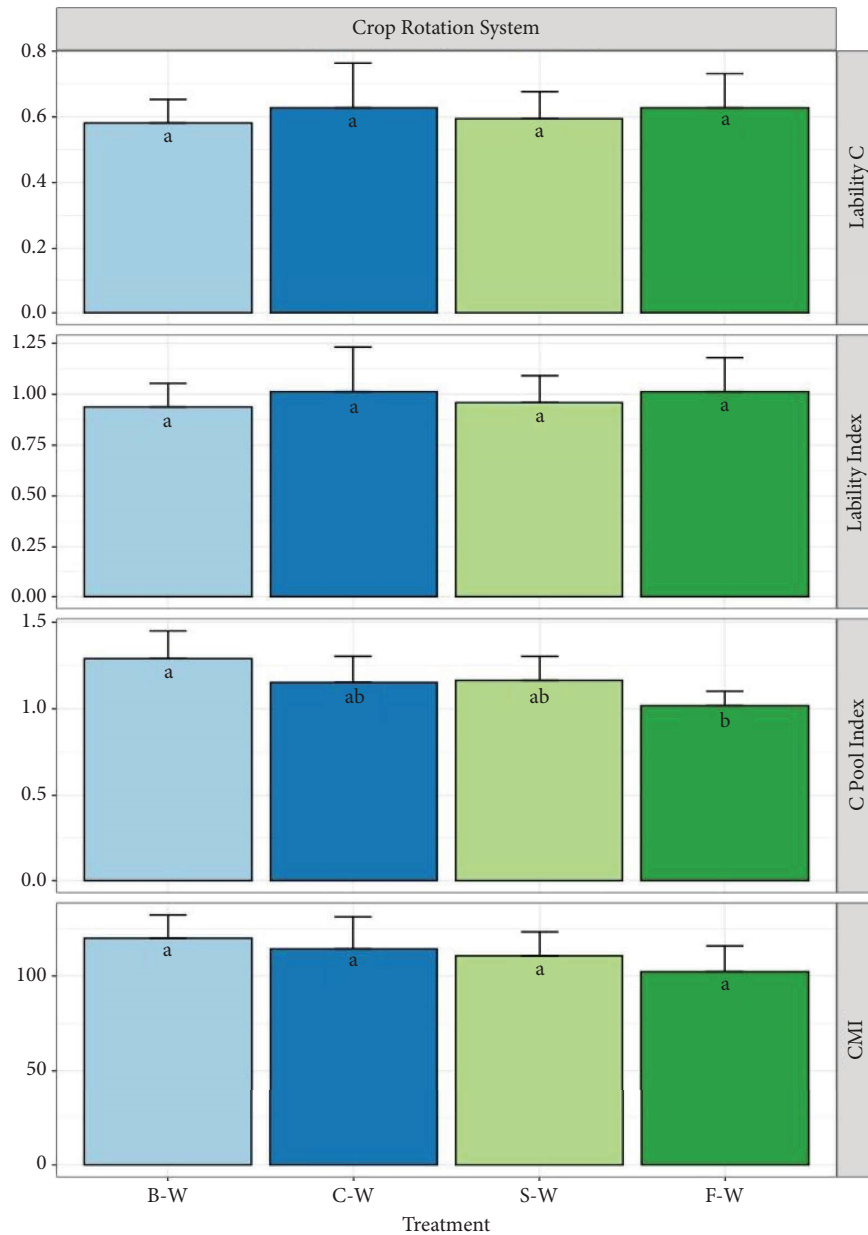 Crop Rotation System
0.8
0.6
0.4
0.2
0.0
a
a
a
a
Lability C
1.25
1.00
0.75
0.50
0.25
0.00
a
a
a
a
Lability Index
1.5
1.0
0.5
0.0
a
ab
ab
b
C Pool Index
100
50
0
a
a
a
a
CMI
B-W
C-W
S-W
F-W
Treatment